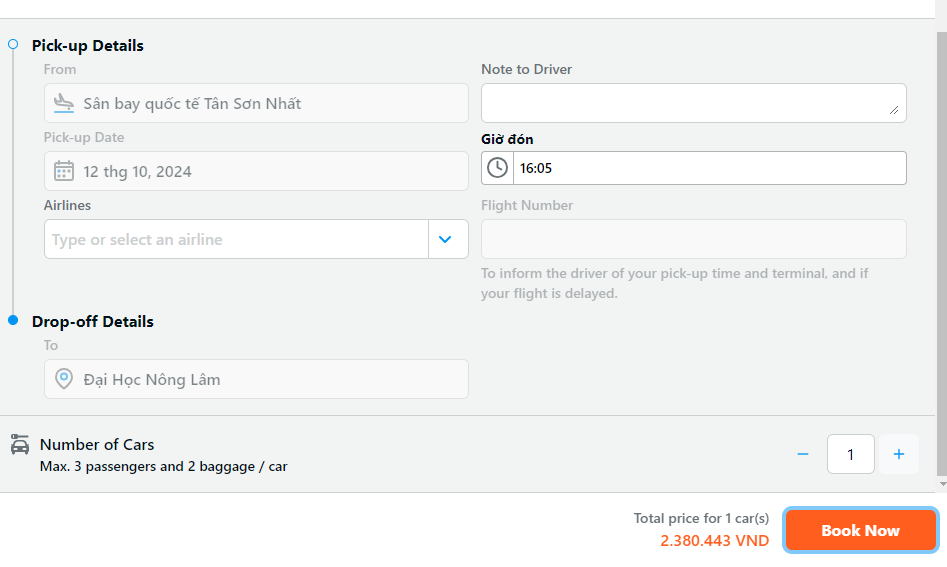 Pick-up Details
From
Sân bay quốc tế Tân Sơn Nhất
Note to Driver
Pick-up Date
12 thg 10, 2024
Giờ đón
16:05
Airlines
Type or select an airline
Flight Number
To inform the driver of your pick-up time and terminal, and if
your flight is delayed.
Drop-off Details
To
Đại Học Nông Lâm
Number of Cars
Max. 3 passengers and 2 baggage / car
− 1 +
Total price for 1 car(s)
2.380.443 VND
Book Now